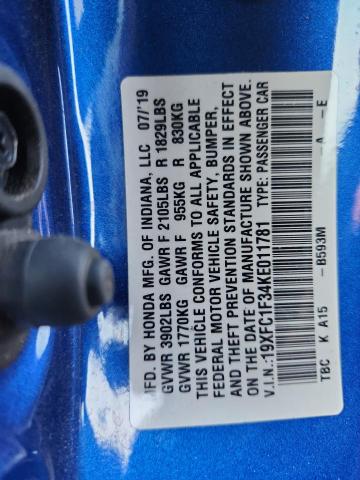 MFD. BY HONDA MFG. OF INDIANA, LLC 07/'19
GVWR 3902LBS GAWR F 2105LBS R 1829LBS
GVWR 1770KG GAWR F 955KG R 830KG
THIS VEHICLE CONFORMS TO ALL APPLICABLE
FEDERAL MOTOR VEHICLE SAFETY, BUMPER,
AND THEFT PREVENTION STANDARDS IN EFFECT
ON THE DATE OF MANUFACTURE SHOWN ABOVE.
V.I.N.:19XFC1F34KE011781 TYPE: PASSENGER CAR
TBC K A15 -B593M -A -E